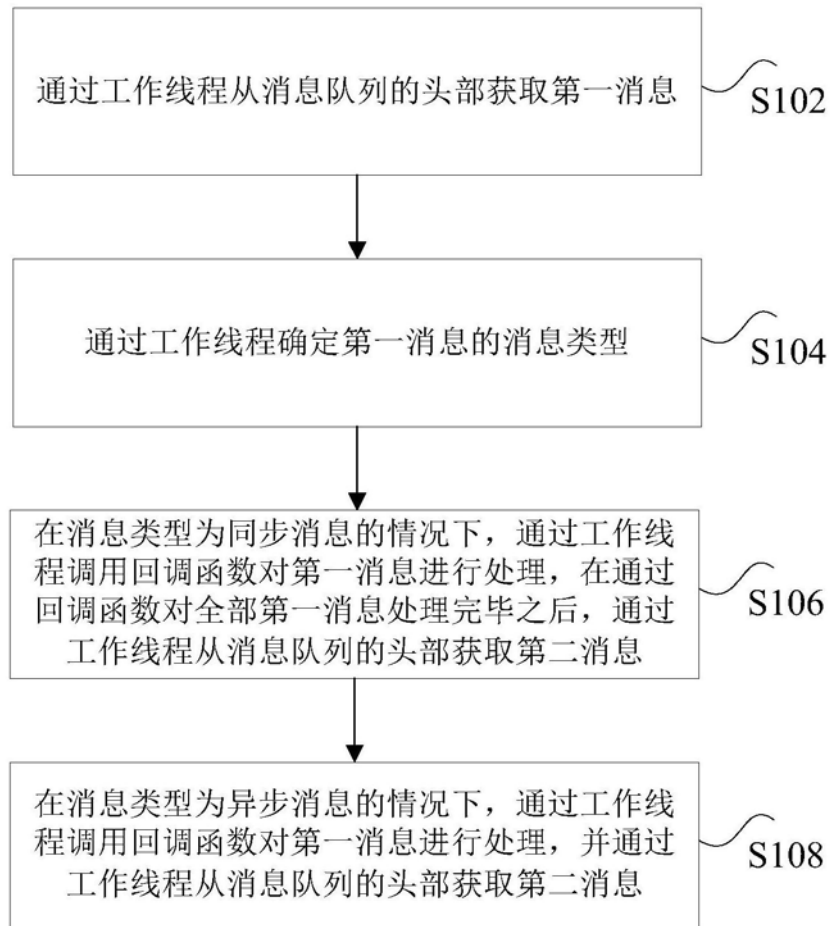 通过工作线程从消息队列的头部获取第一消息
S102
通过工作线程确定第一消息的消息类型
S104
在消息类型为同步消息的情况下，通过工作线
程调用回调函数对第一消息进行处理，在通过
回调函数对全部第一消息处理完毕之后，通过
工作线程从消息队列的头部获取第二消息
S106
在消息类型为异步消息的情况下，通过工作线
程调用回调函数对第一消息进行处理，并通过
工作线程从消息队列的头部获取第二消息
S108